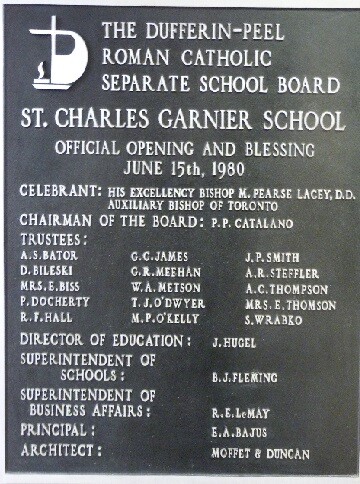 THE DUFFERIN-PEEL
ROMAN CATHOLIC
SEPARATE SCHOOL BOARD
ST. CHARLES GARNIER SCHOOL
OFFICIAL OPENING AND BLESSING
JUNE 15th, 1980
CELEBRANT: HIS EXCELLENCY BISHOP M. PEARSE LACEY, D.D.
AUXILIARY BISHOP OF TORONTO
CHAIRMAN OF THE BOARD: P.P. CATALANO
TRUSTEES:
A.S. BATOR G.C. JAMES J.P. SMITH
D. BILESKI G.R. MEEHAN A.R. STEFFLER
MRS. E. BISS W.A. METSON A.C. THOMPSON
P. DOCHERTY T.J. O'DWYER MRS. E. THOMSON
R.F. HALL M.P. O'KELLY S. WRABKO
DIRECTOR OF EDUCATION: J. HUGEL
SUPERINTENDENT OF
SCHOOLS: B.J. FLEMING
SUPERINTENDENT OF
BUSINESS AFFAIRS: R.E. LeMAY
PRINCIPAL: E.A. BAJUS
ARCHITECT: MOFFET & DUNCAN